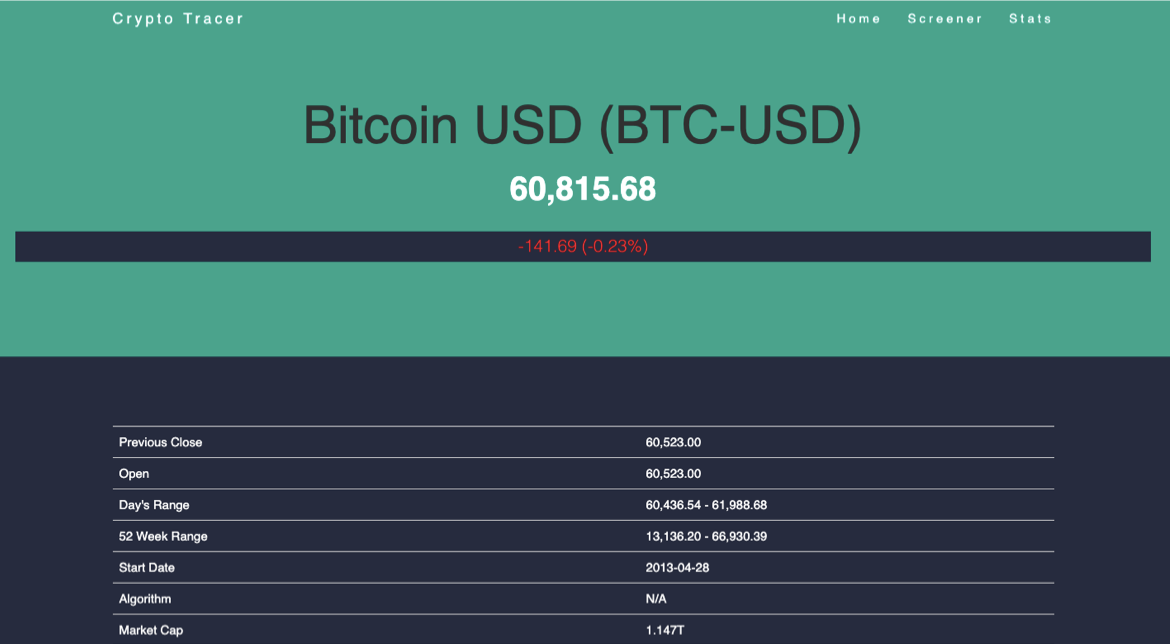 Crypto Tracer Home Screener Stats
Bitcoin USD (BTC-USD)
60,815.68
-141.69 (-0.23%)
Previous Close 60,523.00
Open 60,523.00
Day's Range 60,436.54 - 61,988.68
52 Week Range 13,136.20 - 66,930.39
Start Date 2013-04-28
Algorithm N/A
Market Cap 1.147T